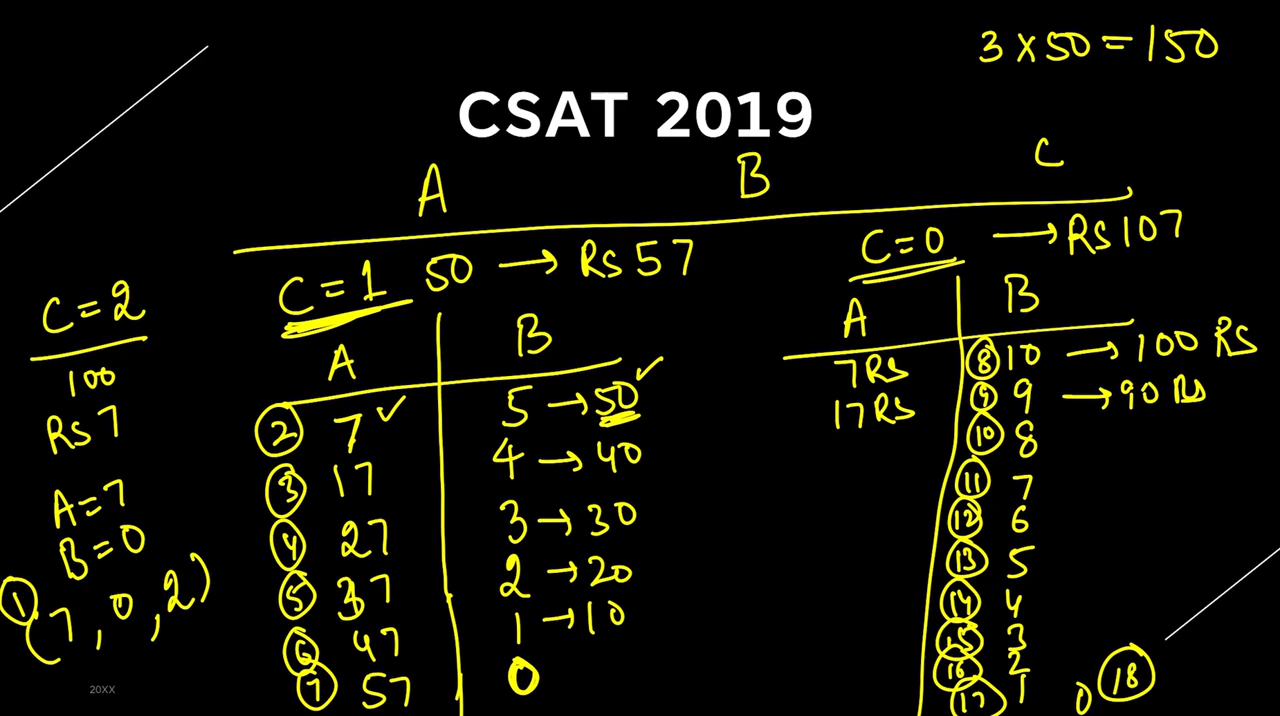 3 × 50 = 150
CSAT 2019
A B C
C = 2
100
Rs 7
A = 7
B = 0
① (7, 0, 2)
C = 1 50 → Rs 57
A B
② 7 ✓ 5 → 50 ✓
③ 17 4 → 40
④ 27 3 → 30
⑤ 37 2 → 20
⑥ 47 1 → 10
⑦ 57 0
C = 0 → Rs 107
A B
7 Rs ⑧ 10 → 100 Rs
17 Rs ⑨ 9 → 90 Rs
⑩ 8
⑪ 7
⑫ 6
⑬ 5
⑭ 4
⑮ 3
⑯ 2
⑰ 1 0 ⑱
20XX